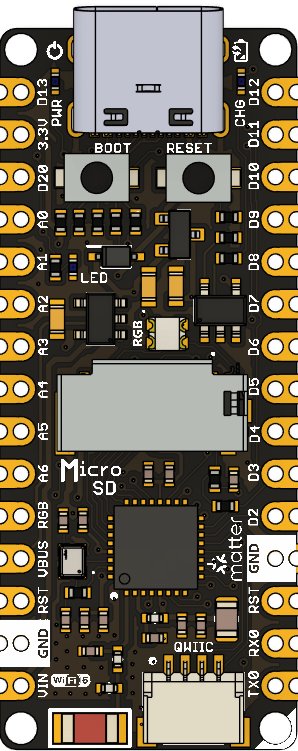 D13
PWR
CHG
D12
3.3V
D11
BOOT
RESET
D20
D10
A0
D9
A1
LED
D8
A2
D7
A3
RGB
D6
A4
D5
A5
D4
A6
Micro
SD
D3
RGB
D2
VBUS
matter
GND
RST
RST
GND
QWIIC
RX0
VIN
WiFi 6
TX0